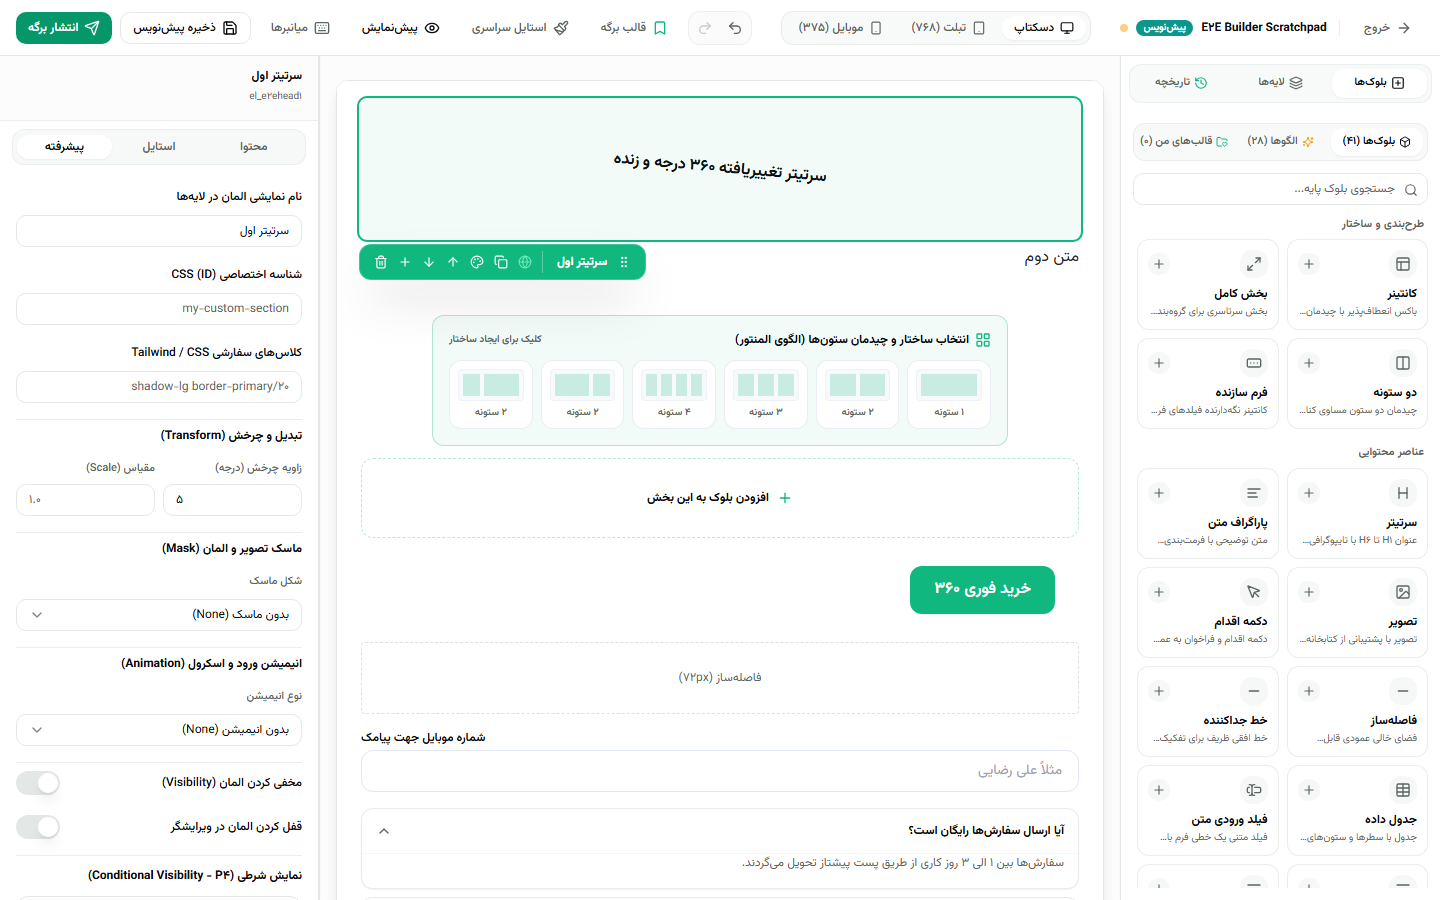 خروج
E۲E Builder Scratchpad
پیش‌نویس
دسکتاپ
تبلت (۷۶۸)
موبایل (۳۷۵)
قالب برگه
استایل سراسری
پیش‌نمایش
میانبرها
ذخیره پیش‌نویس
انتشار برگه
بلوک‌ها
لایه‌ها
تاریخچه
بلوک‌ها (۴۱)
الگوها (۲۸)
قالب‌های من (۰)
جستجوی بلوک پایه...
طرح‌بندی و ساختار
کانتینر
باکس انعطاف‌پذیر با چیدمان...
بخش کامل
بخش سرتاسری برای گروه‌بند...
دو ستونه
چیدمان دو ستون مساوی کنا...
فرم سازنده
کانتینر نگه‌دارنده فیلدهای فر...
عناصر محتوایی
سرتیتر
عنوان H۱ تا H۶ با تایپوگرافی...
پاراگراف متن
متن توضیحی با فرمت‌بندی...
تصویر
تصویر با پشتیبانی از کتابخانه...
دکمه اقدام
دکمه اقدام و فراخوان به عم...
فاصله‌ساز
فضای خالی عمودی قابل...
خط جداکننده
خط افقی ظریف برای تفکیک...
جدول داده
جدول با سطرها و ستون‌های...
فیلد ورودی متن
فیلد متنی یک خطی فرم با...
سرتیتر تغییریافته ۳۶۰ درجه و زنده
سرتیتر اول
متن دوم
انتخاب ساختار و چیدمان ستون‌ها (الگوی المنتور)
کلیک برای ایجاد ساختار
۱ ستونه
۲ ستونه
۳ ستونه
۴ ستونه
۲ ستونه
۲ ستونه
افزودن بلوک به این بخش
خرید فوری ۳۶۰
فاصله‌ساز (۷۲px)
شماره موبایل جهت پیامک
مثلاً علی رضایی
آیا ارسال سفارش‌ها رایگان است؟
سفارش‌ها بین ۱ الی ۳ روز کاری از طریق پست پیشتاز تحویل می‌گردند.
سرتیتر اول
el_e۲ehead۱
محتوا
استایل
پیشرفته
نام نمایشی المان در لایه‌ها
سرتیتر اول
شناسه اختصاصی CSS (ID)
my-custom-section
کلاس‌های سفارشی Tailwind / CSS
shadow-lg border-primary/۲۰
تبدیل و چرخش (Transform)
زاویه چرخش (درجه)
مقیاس (Scale)
۵
۱.۰
ماسک تصویر و المان (Mask)
شکل ماسک
بدون ماسک (None)
انیمیشن ورود و اسکرول (Animation)
نوع انیمیشن
بدون انیمیشن (None)
مخفی کردن المان (Visibility)
قفل کردن المان در ویرایشگر
نمایش شرطی (Conditional Visibility - P۴)